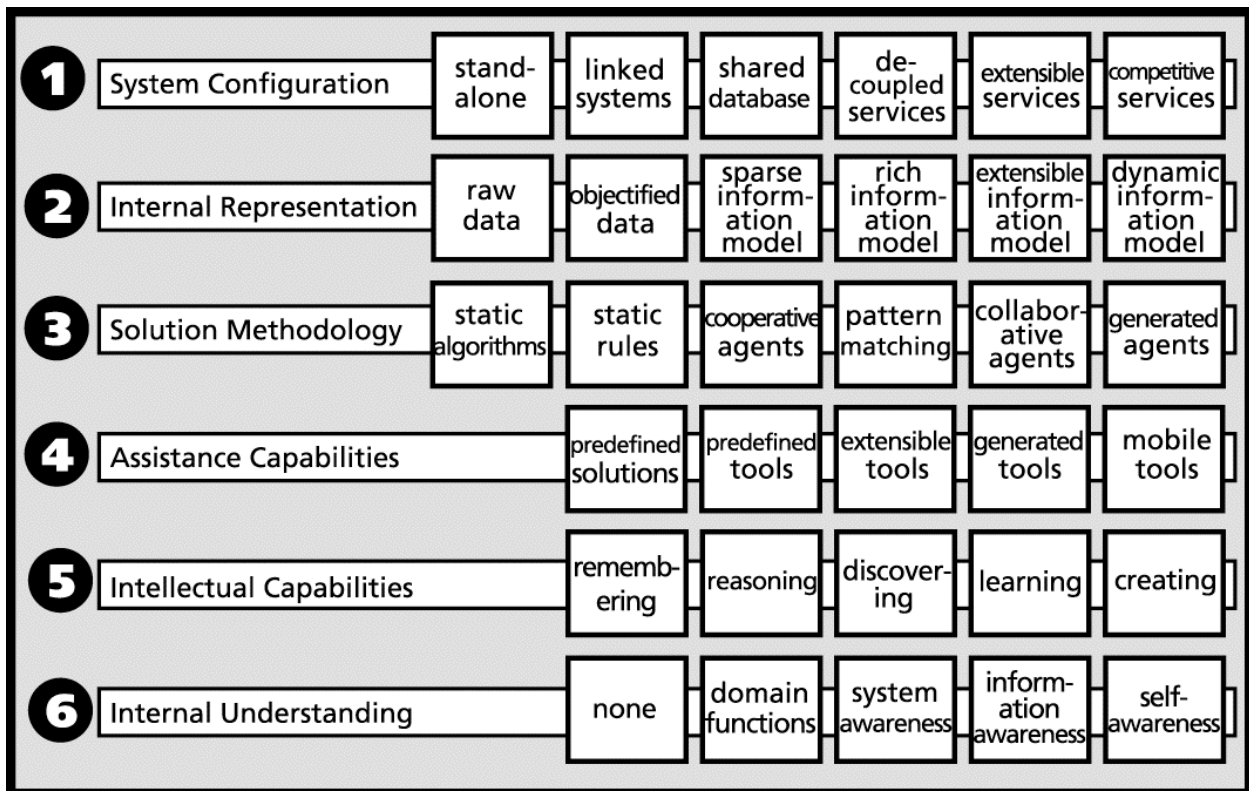 1 System Configuration
stand-
alone
linked
systems
shared
database
de-
coupled
services
extensible
services
competitive
services
2 Internal Representation
raw
data
objectified
data
sparse
inform-
ation
model
rich
inform-
ation
model
extensible
inform-
ation
model
dynamic
inform-
ation
model
3 Solution Methodology
static
algorithms
static
rules
cooperative
agents
pattern
matching
collabor-
ative
agents
generated
agents
4 Assistance Capabilities
predefined
solutions
predefined
tools
extensible
tools
generated
tools
mobile
tools
5 Intellectual Capabilities
rememb-
ering
reasoning
discover-
ing
learning
creating
6 Internal Understanding
none
domain
functions
system
awareness
inform-
ation
awareness
self-
awareness